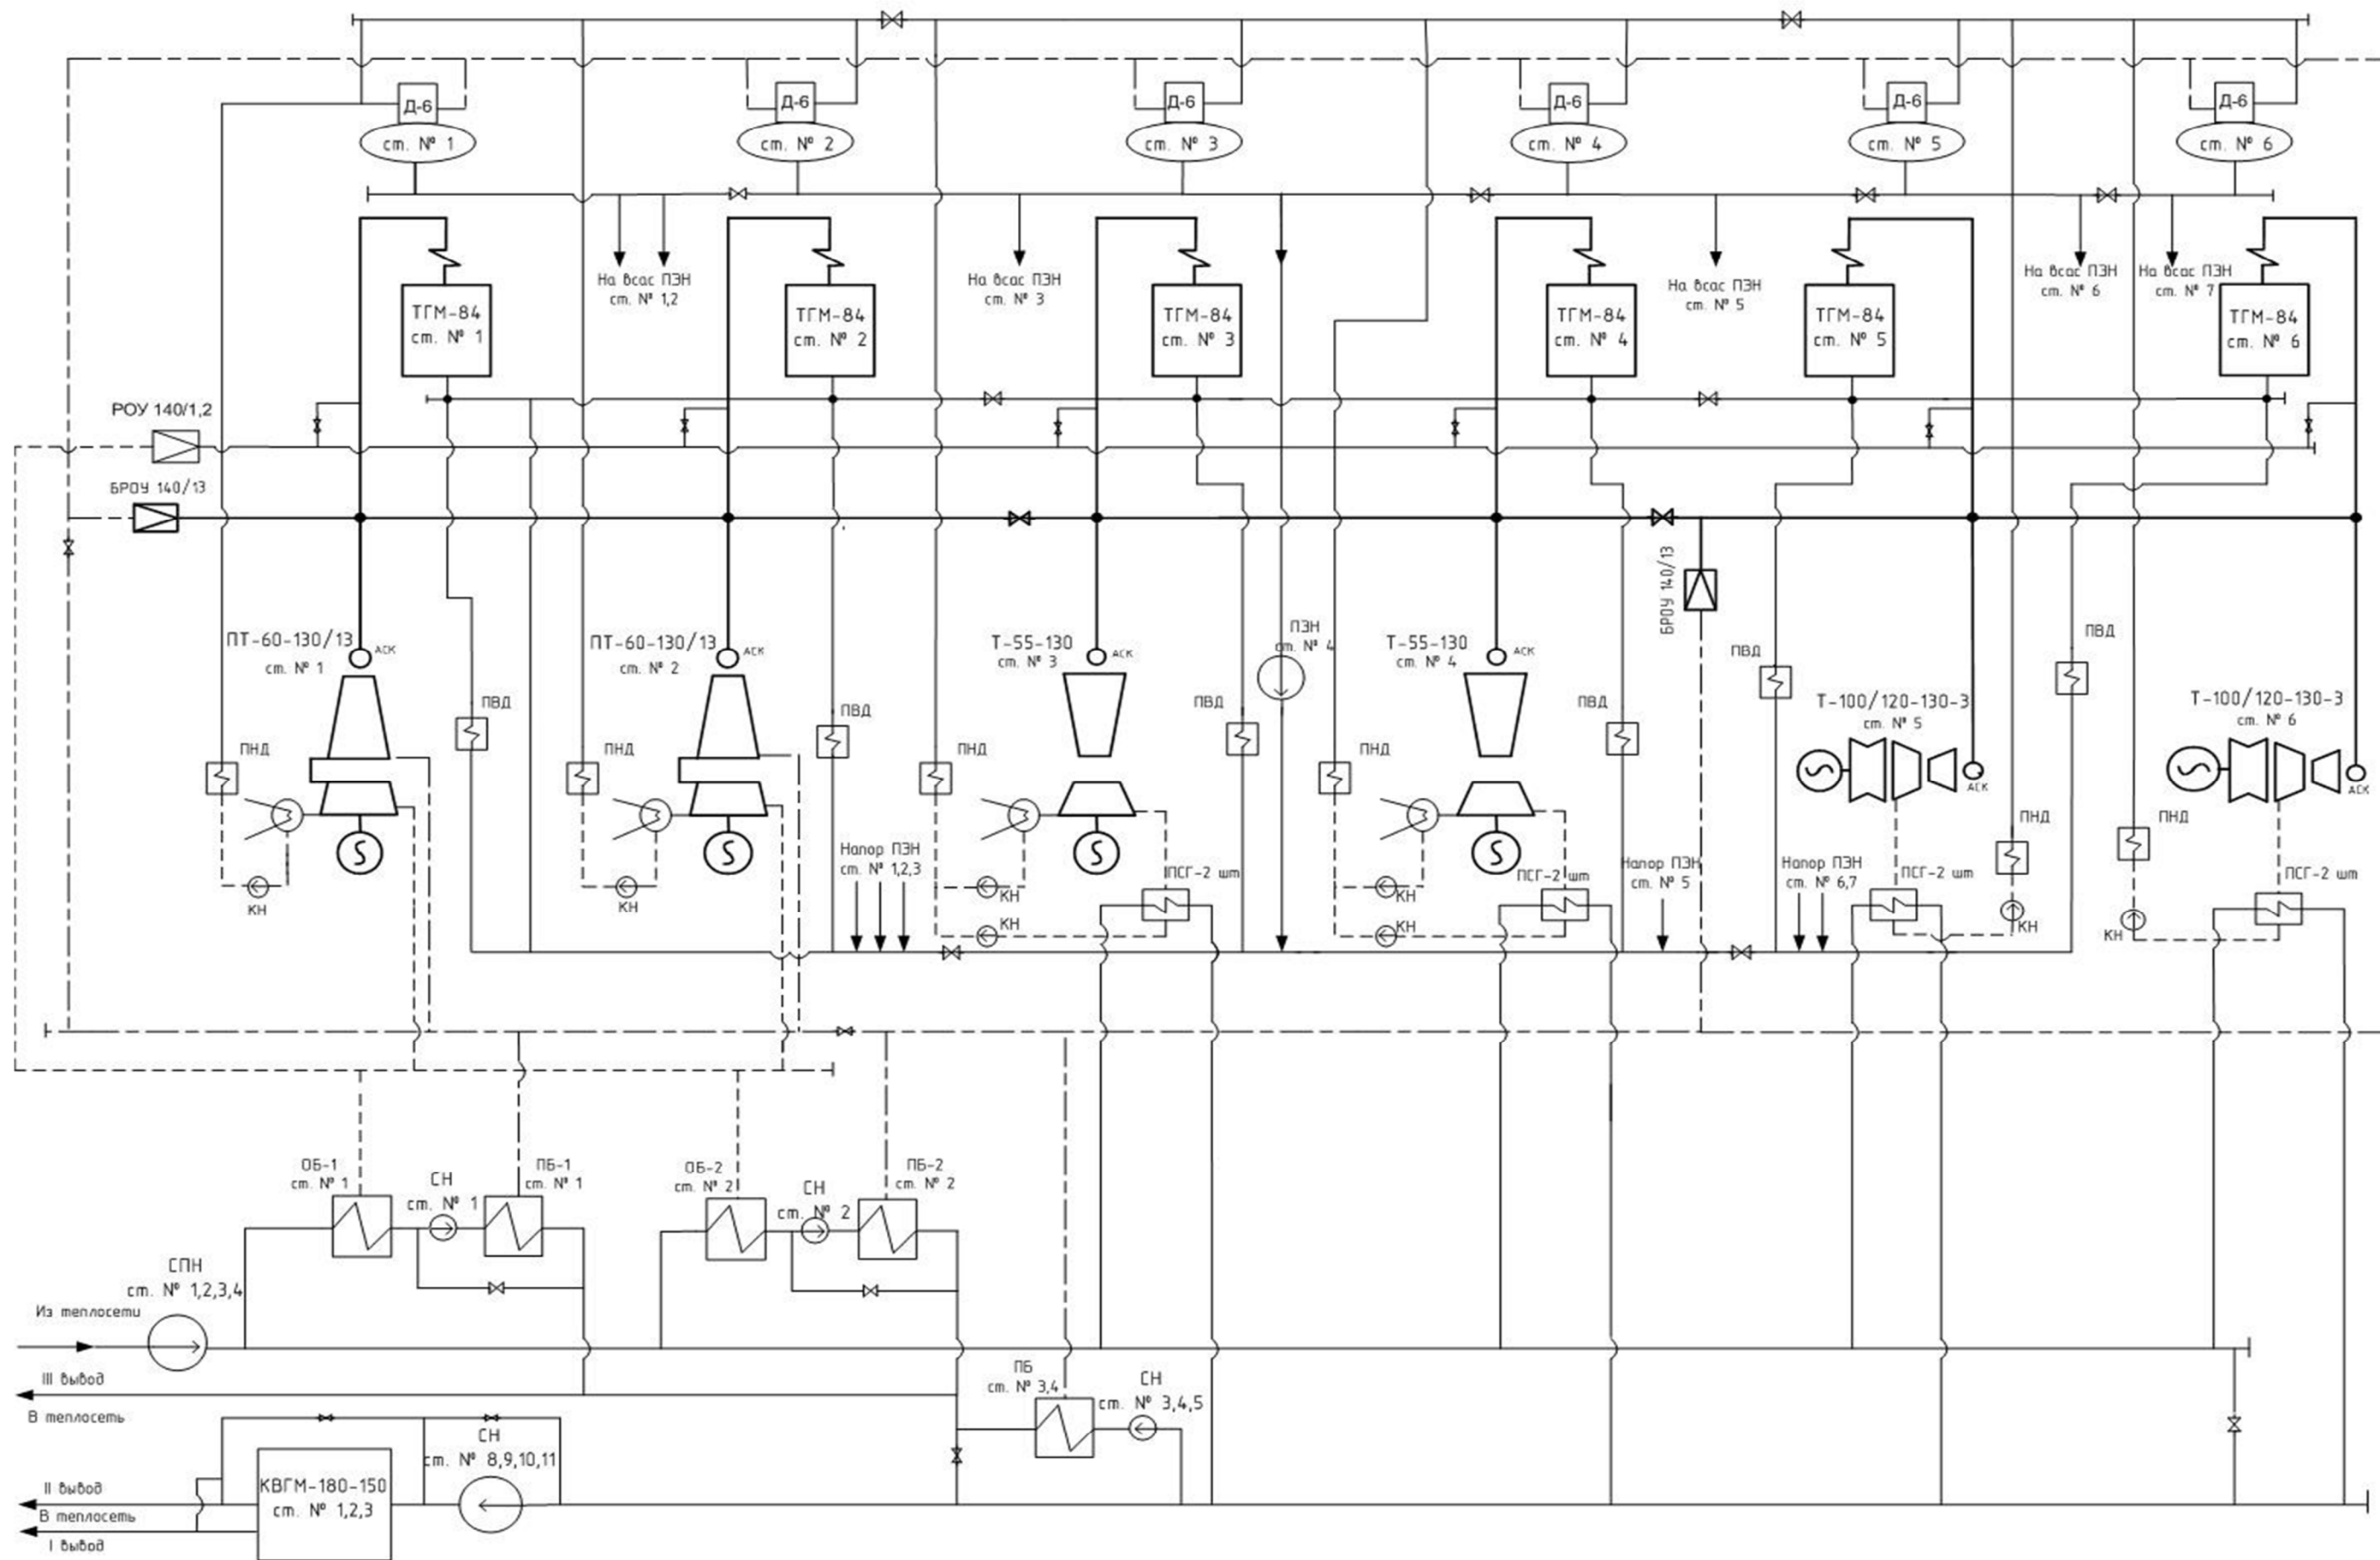 Д-6
Д-6
Д-6
Д-6
Д-6
Д-6
ст. № 1
ст. № 2
ст. № 3
ст. № 4
ст. № 5
ст. № 6
На всас ПЭН
ст. № 1,2
На всас ПЭН
ст. № 3
На всас ПЭН
ст. № 5
На всас ПЭН
ст. № 6
На всас ПЭН
ст. № 7
ТГМ-84
ст. № 1
ТГМ-84
ст. № 2
ТГМ-84
ст. № 3
ТГМ-84
ст. № 4
ТГМ-84
ст. № 5
ТГМ-84
ст. № 6
РОУ 140/1,2
БРОУ 140/13
БРОУ 140/13
ПТ-60-130/13
ст. № 1
АСК
ПТ-60-130/13
ст. № 2
АСК
Т-55-130
ст. № 3
АСК
ПЭН
ст. № 4
Т-55-130
ст. № 4
АСК
ПВД
ПВД
ПВД
ПВД
ПВД
ПВД
Т-100/120-130-3
ст. № 5
АСК
Т-100/120-130-3
ст. № 6
АСК
ПНД
ПНД
ПНД
ПНД
ПНД
ПНД
Напор ПЭН
ст. № 1,2,3
Напор ПЭН
ст. № 5
Напор ПЭН
ст. № 6,7
ПСГ-2 шт
ПСГ-2 шт
ПСГ-2 шт
ПСГ-2 шт
КН
КН
КН
КН
КН
КН
КН
КН
ОБ-1
ст. № 1
СН
ст. № 1
ПБ-1
ст. № 1
ОБ-2
ст. № 2
СН
ст. № 2
ПБ-2
ст. № 2
СПН
ст. № 1,2,3,4
Из теплосети
III вывод
В теплосеть
ПБ
ст. № 3,4
СН
ст. № 3,4,5
СН
ст. № 8,9,10,11
КВГМ-180-150
ст. № 1,2,3
II вывод
В теплосеть
I вывод